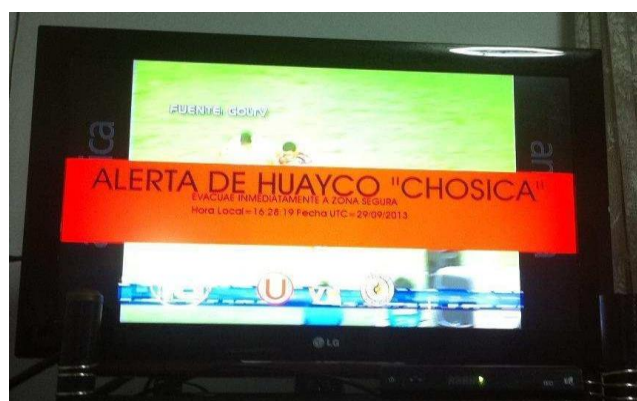 FUENTE: GOLTV
ALERTA DE HUAYCO "CHOSICA"
EVACUAE INMEDIATAMENTE A ZONA SEGURA
Hora Local = 16:28:19 Fecha UTC = 29/09/2013
U
LG